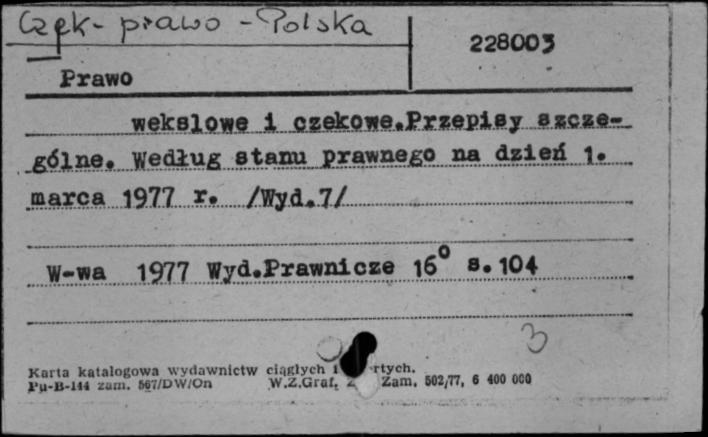 Czek - prawo - Polska
228003
Prawo
wekslowe i czekowe.Przepisy szcze-
gólne. Według stanu prawnego na dzień 1.
marca 1977 r. /Wyd.7/
W-wa 1977 Wyd.Prawnicze 16° s.104
3
Karta katalogowa wydawnictw ciągłych i
Pu-B-144 zam. 567/DW/On W.Z.Graf. Zam. 502/77, 6 400 000